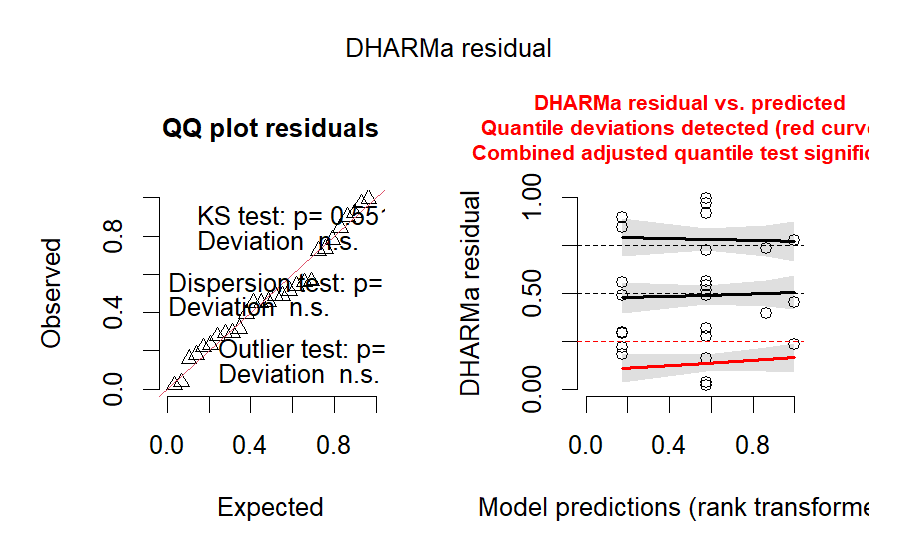 DHARMa residual
QQ plot residuals
KS test: p= 0.551
Deviation n.s.
Dispersion test: p=
Deviation n.s.
Outlier test: p=
Deviation n.s.
Observed
0.0 0.4 0.8
0.0 0.4 0.8
Expected
DHARMa residual vs. predicted
Quantile deviations detected (red curve
Combined adjusted quantile test signific
DHARMa residual
0.00 0.50 1.00
0.0 0.4 0.8
Model predictions (rank transforme